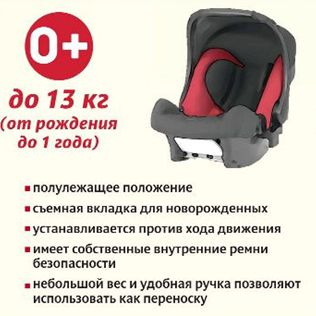 0+
до 13 кг
(от рождения
до 1 года)
полулежащее положение
съемная вкладка для новорожденных
устанавливается против хода движения
имеет собственные внутренние ремни
безопасности
небольшой вес и удобная ручка позволяют
использовать как переноску